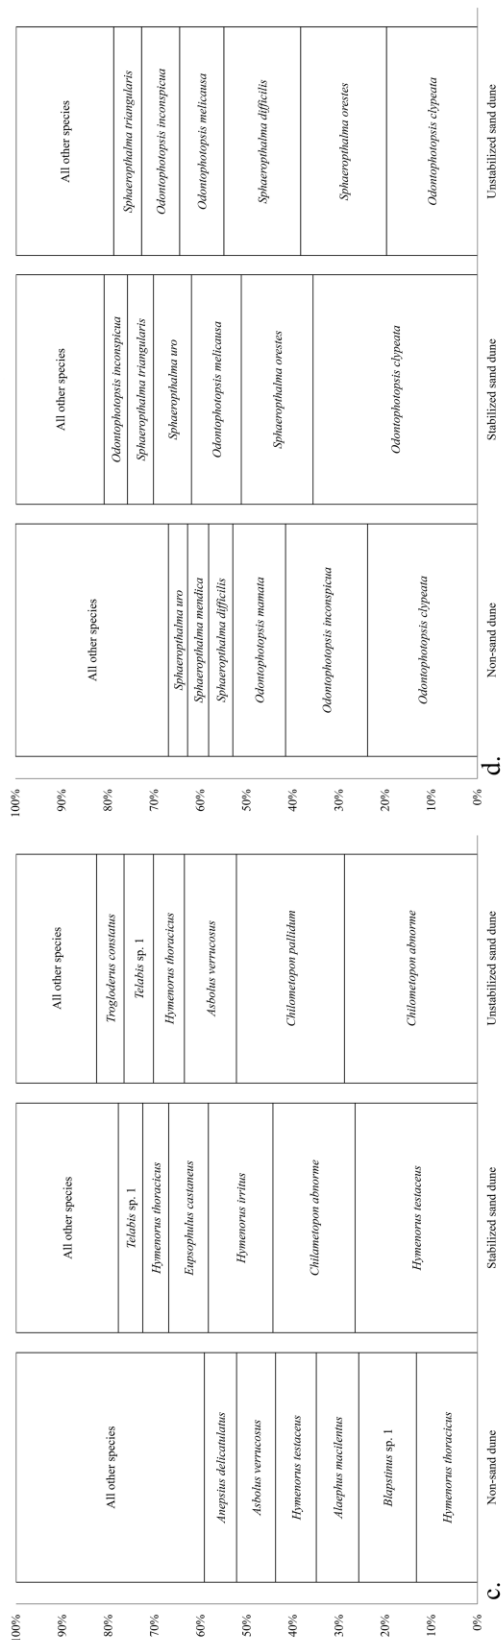 100%
90%
80%
70%
60%
50%
40%
30%
20%
10%
0%
All other species
Anepsius delicatulatus
Asbolus verrucosus
Hymenorus testaceus
Alaephus macilentus
Blapstinus sp. 1
Hymenorus thoracicus
Non-sand dune
All other species
Telabis sp. 1
Hymenorus thoracicus
Eupsophulus castaneus
Hymenorus irritus
Chilametopon abnorme
Hymenorus testaceus
Stabilized sand dune
All other species
Trogloderus constatus
Telabis sp. 1
Hymenorus thoracicus
Asbolus verrucosus
Chilometopon pallidum
Chilometopon abnorme
Unstabilized sand dune
c.
100%
90%
80%
70%
60%
50%
40%
30%
20%
10%
0%
All other species
Sphaeropthalma uro
Sphaeropthalma mendica
Sphaeropthalma difficilis
Odontophotopsis mamata
Odontophotopsis inconspicua
Odontophotopsis clypeata
Non-sand dune
All other species
Odontophotopsis inconspicua
Sphaeropthalma triangularis
Sphaeropthalma uro
Odontophotopsis melicausa
Sphaeropthalma orestes
Odontophotopsis clypeata
Stabilized sand dune
All other species
Sphaeropthalma triangularis
Odontophotopsis inconspicua
Odontophotopsis melicausa
Sphaeropthalma difficilis
Sphaeropthalma orestes
Odontophotopsis clypeata
Unstabilized sand dune
d.